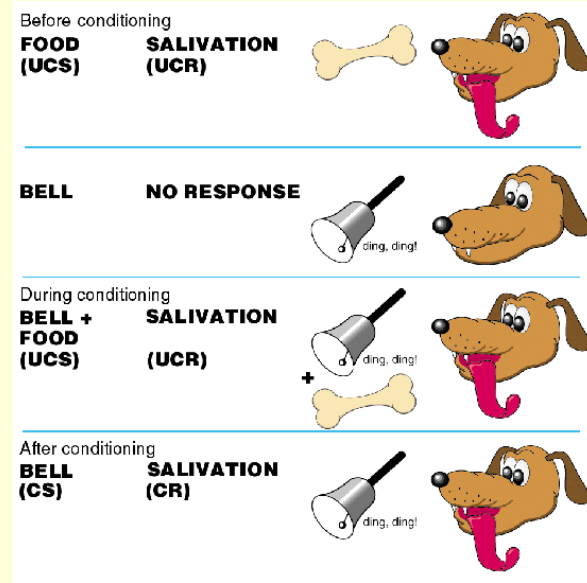 Before conditioning
FOOD SALIVATION
(UCS) (UCR)
BELL NO RESPONSE
ding, ding!
During conditioning
BELL + SALIVATION
FOOD
(UCS) (UCR)
ding, ding!
+
After conditioning
BELL SALIVATION
(CS) (CR)
ding, ding!